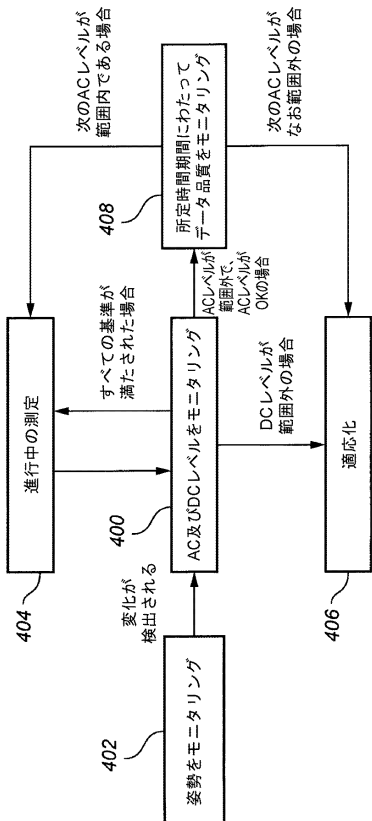 402
姿勢をモニタリング
変化が
検出される
404
進行中の測定
すべての基準が
満たされた場合
400
AC及びDCレベルをモニタリング
DCレベルが
範囲外の場合
406
適応化
ACレベルが
範囲外で、
ACレベルが
OKの場合
408
所定時間期間にわたって
データ品質をモニタリング
次のACレベルが
範囲内である場合
次のACレベルが
なお範囲外の場合